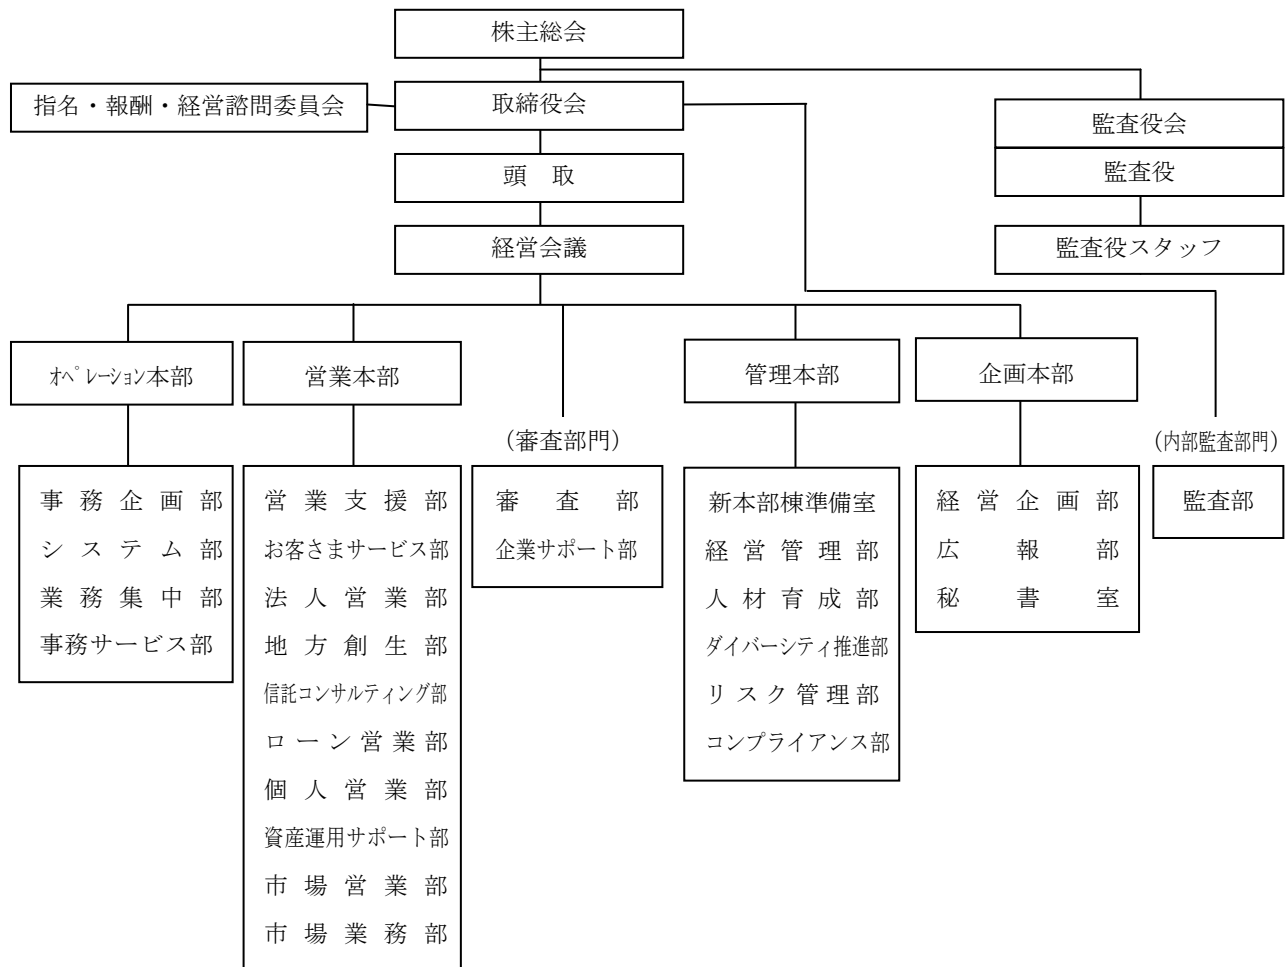 株主総会
指名・報酬・経営諮問委員会
取締役会
監査役会
監査役
頭　取
経営会議
監査役スタッフ
オペレーション本部
営業本部
管理本部
企画本部
（審査部門）
（内部監査部門）
事務企画部
システム部
業務集中部
事務サービス部
営業支援部
お客さまサービス部
法人営業部
地方創生部
信託コンサルティング部
ローン営業部
個人営業部
資産運用サポート部
市場営業部
市場業務部
審査部
企業サポート部
新本部棟準備室
経営管理部
人材育成部
ダイバーシティ推進部
リスク管理部
コンプライアンス部
経営企画部
広報部
秘書室
監査部